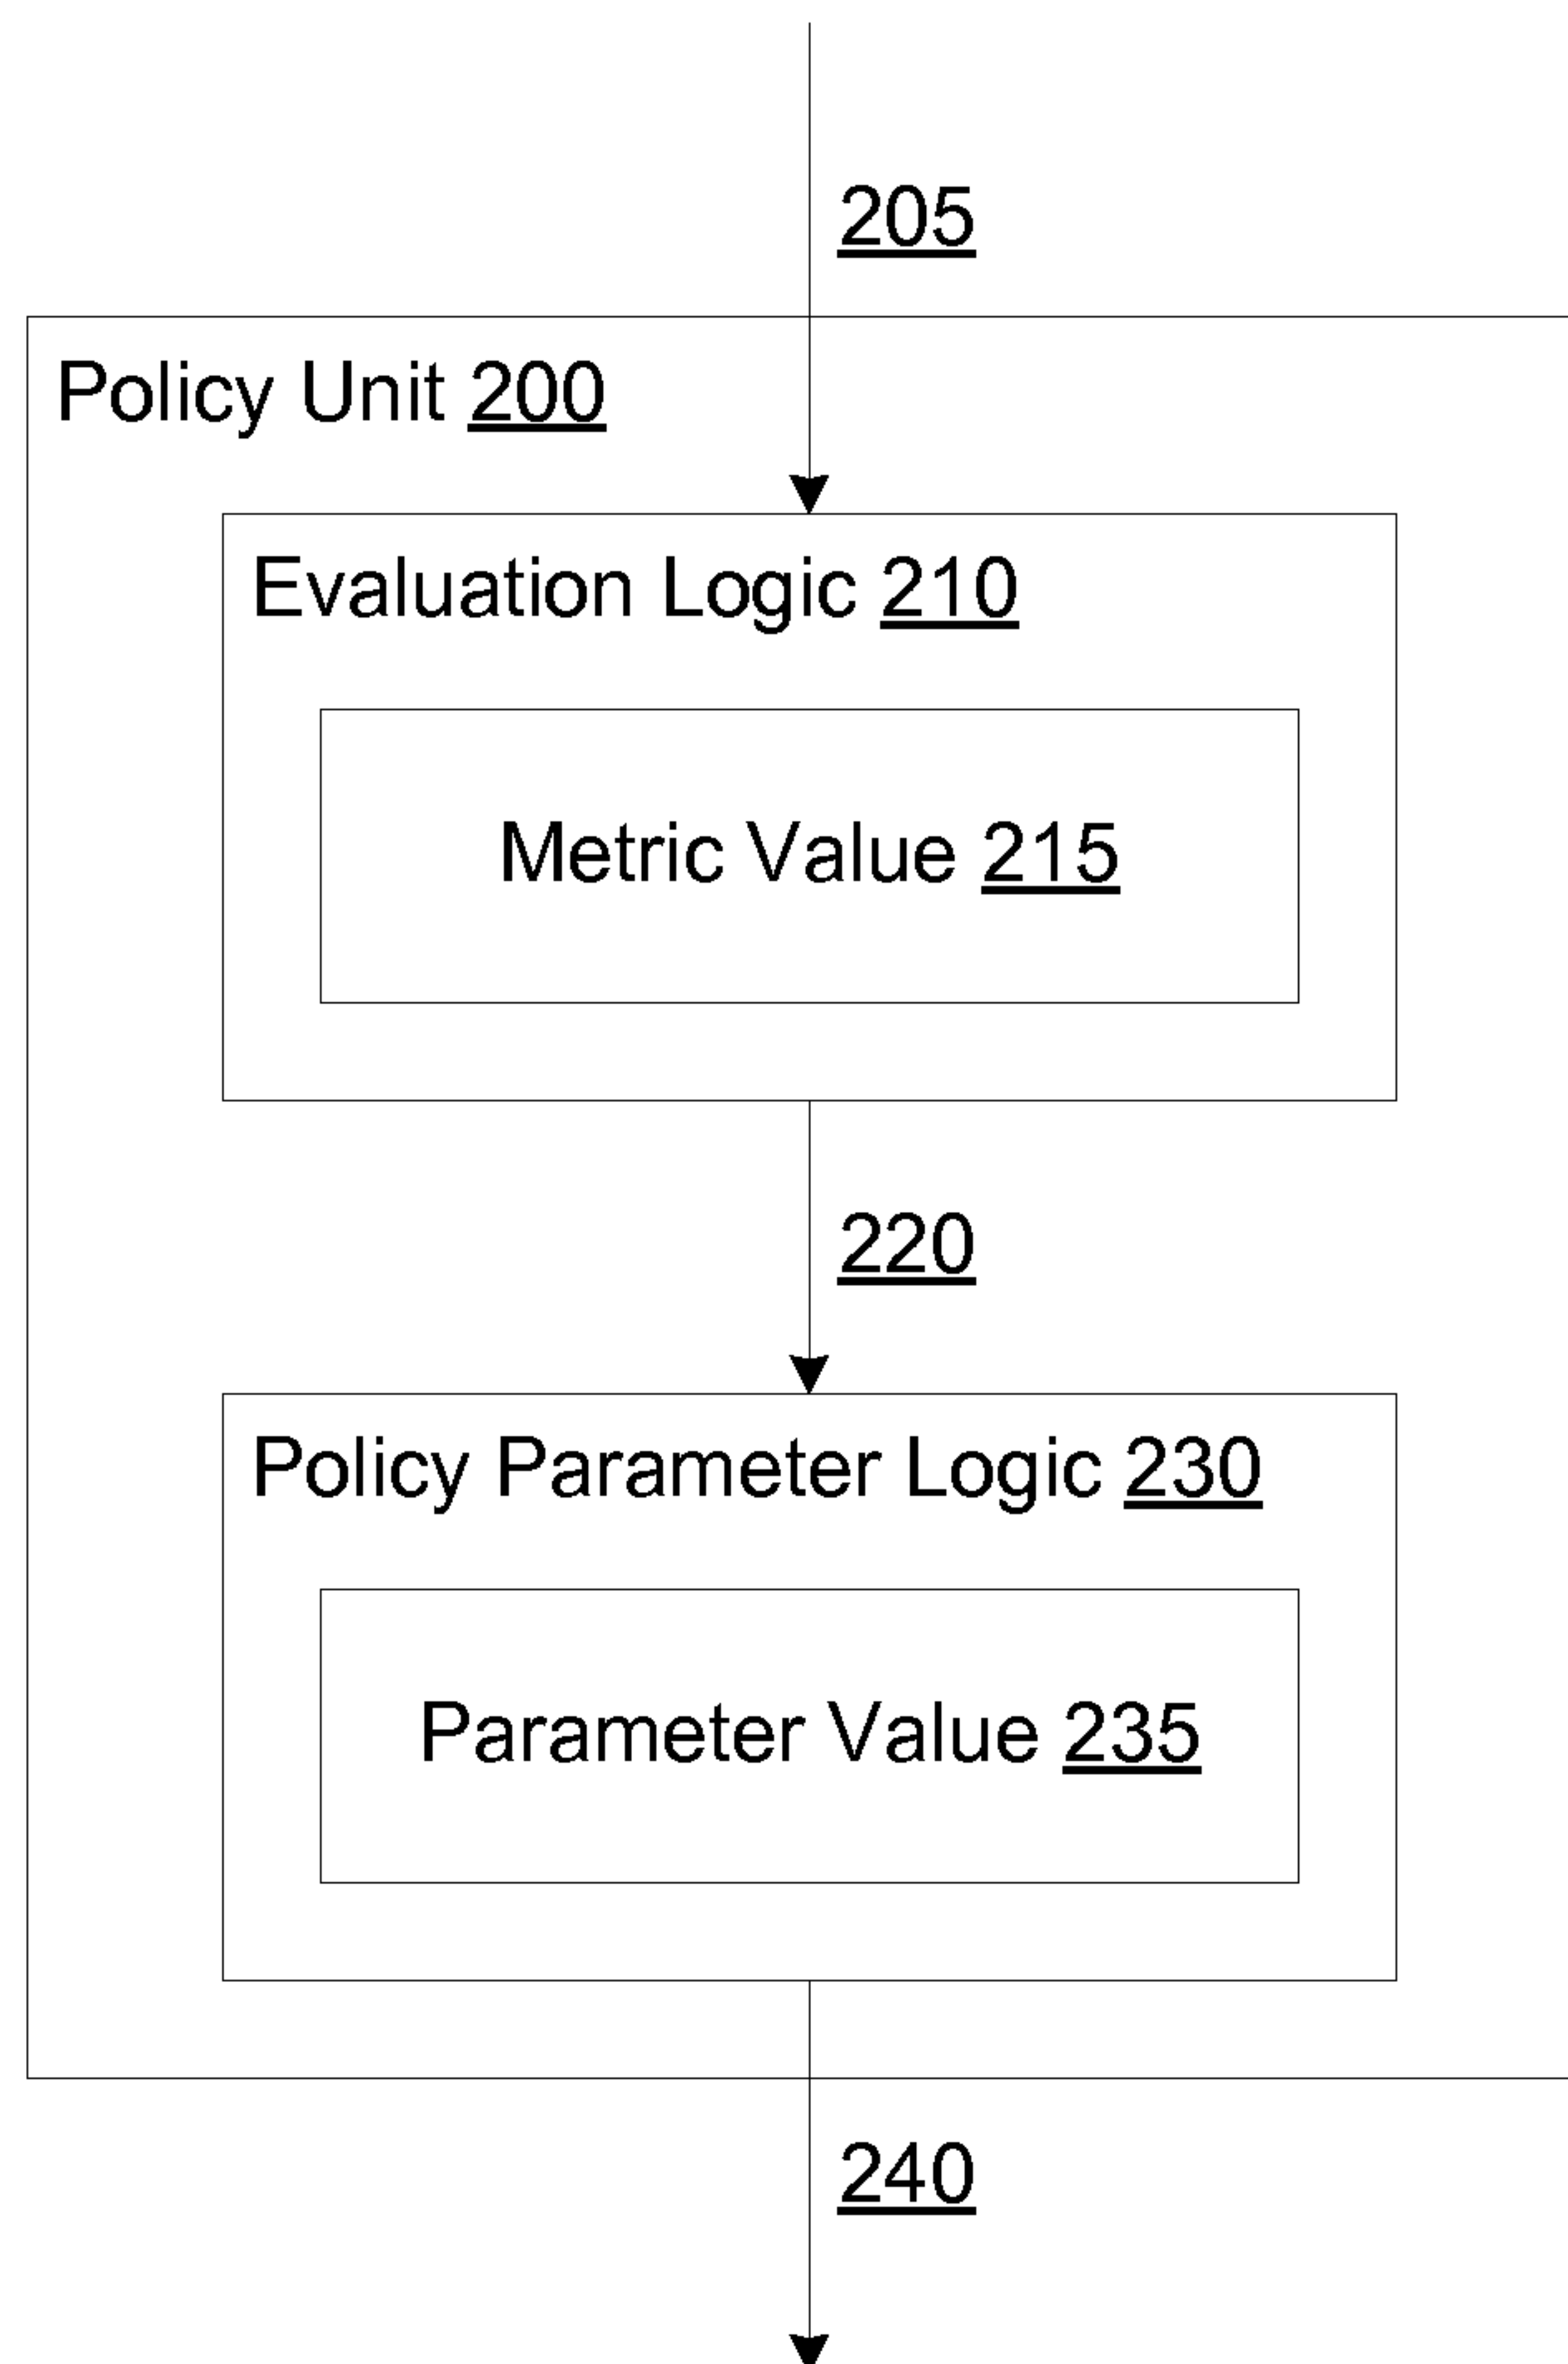 205
Policy Unit 200
Evaluation Logic 210
Metric Value 215
220
Policy Parameter Logic 230
Parameter Value 235
240